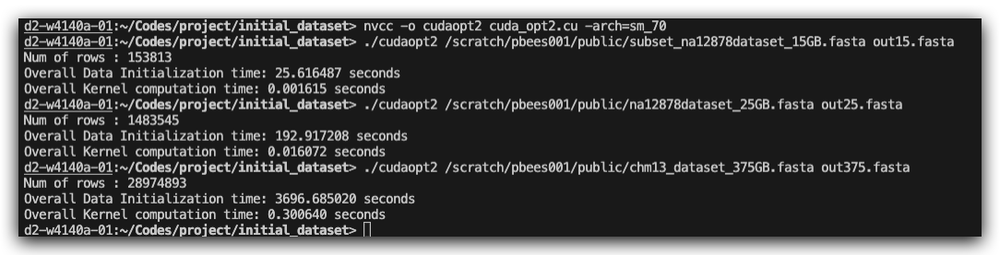 d2-w4140a-01:~/Codes/project/initial_dataset> nvcc -o cudaopt2 cuda_opt2.cu -arch=sm_70
d2-w4140a-01:~/Codes/project/initial_dataset> ./cudaopt2 /scratch/pbees001/public/subset_na12878dataset_15GB.fasta out15.fasta
Num of rows : 153813
Overall Data Initialization time: 25.616487 seconds
Overall Kernel computation time: 0.001615 seconds
d2-w4140a-01:~/Codes/project/initial_dataset> ./cudaopt2 /scratch/pbees001/public/na12878dataset_25GB.fasta out25.fasta
Num of rows : 1483545
Overall Data Initialization time: 192.917208 seconds
Overall Kernel computation time: 0.016072 seconds
d2-w4140a-01:~/Codes/project/initial_dataset> ./cudaopt2 /scratch/pbees001/public/chm13_dataset_375GB.fasta out375.fasta
Num of rows : 28974893
Overall Data Initialization time: 3696.685020 seconds
Overall Kernel computation time: 0.300640 seconds
d2-w4140a-01:~/Codes/project/initial_dataset>